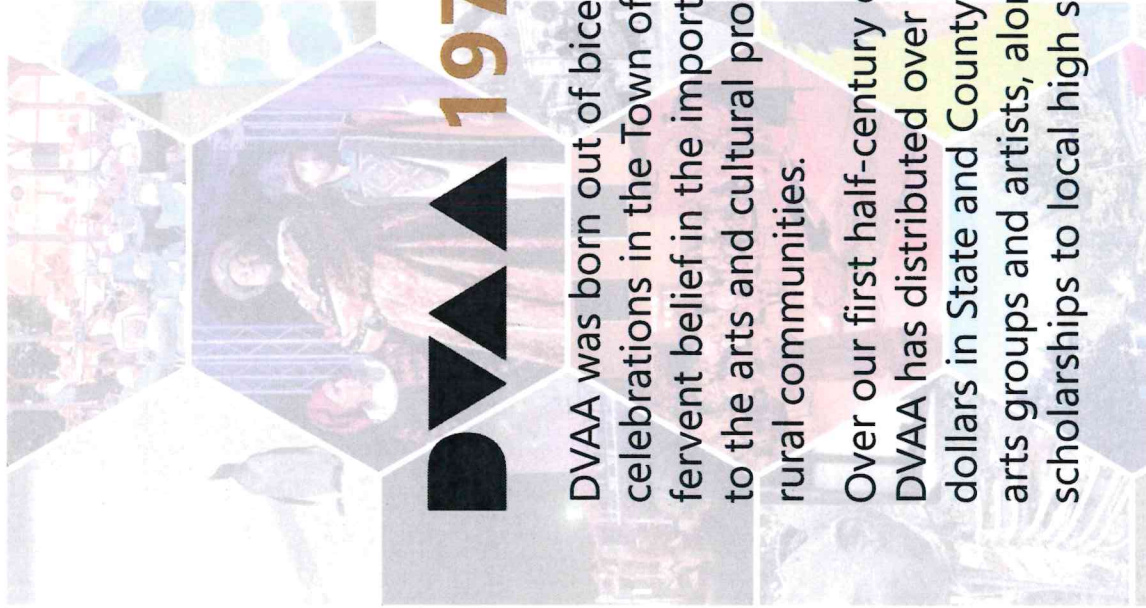 DVAA 197
DVAA was born out of bice
celebrations in the Town of
fervent belief in the import
to the arts and cultural pro
rural communities.
Over our first half-century
DVAA has distributed over
dollars in State and County
arts groups and artists, alon
scholarships to local high s